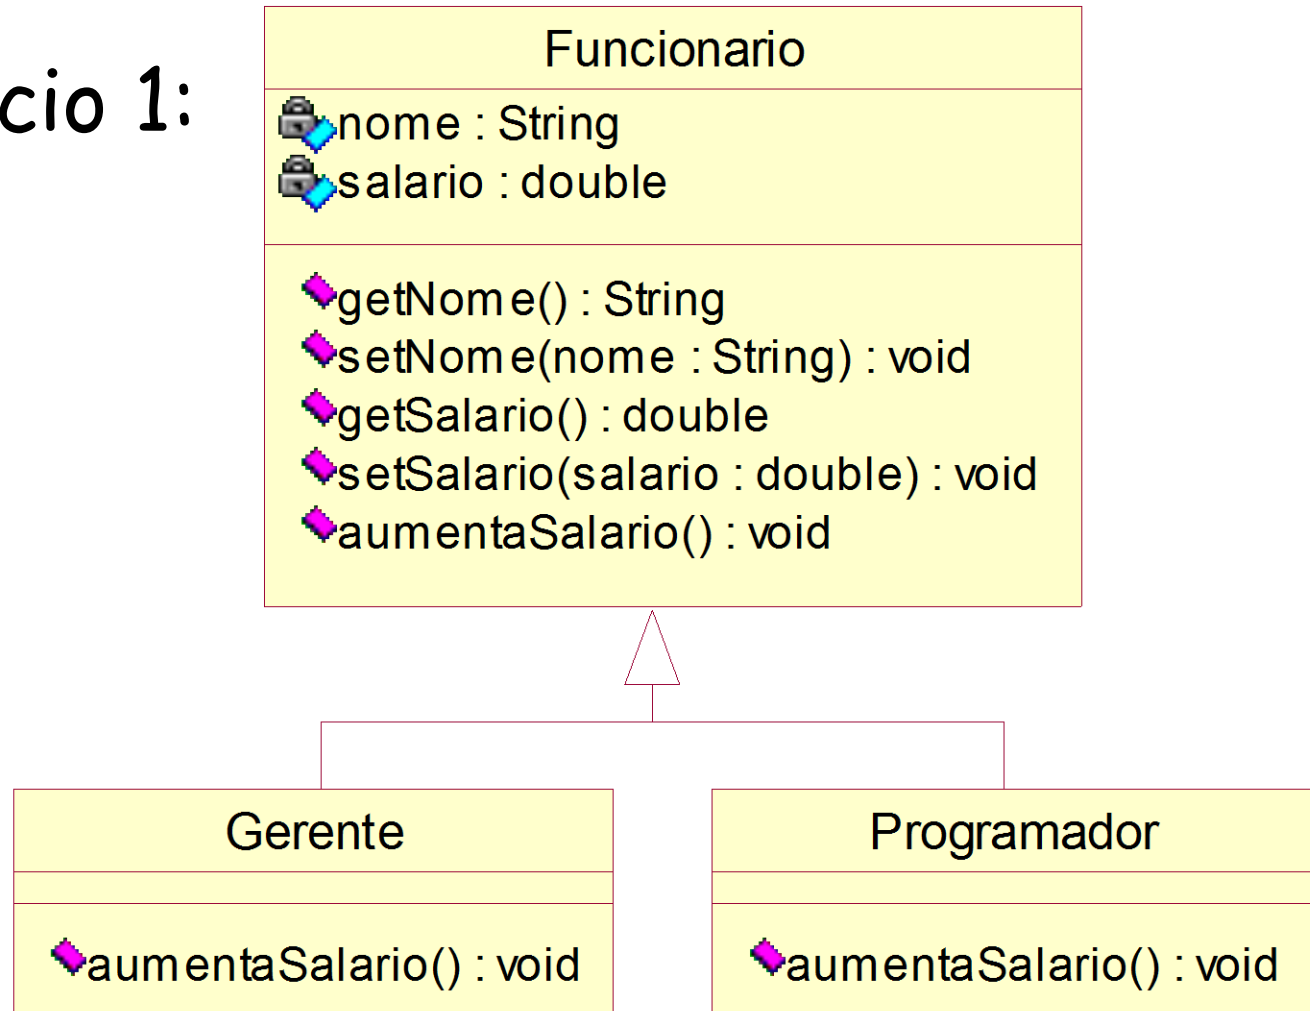 cio 1:
Funcionario
nome : String
salario : double
getNome() : String
setNome(nome : String) : void
getSalario() : double
setSalario(salario : double) : void
aumentaSalario() : void
Gerente
Programador
aumentaSalario() : void
aumentaSalario() : void